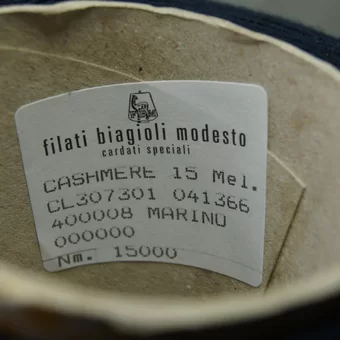 filati biagioli modesto
cardati speciali
CASHMERE 15 Mel.
CL307301 041366
400008 MARINO
000000
Nm. 15000